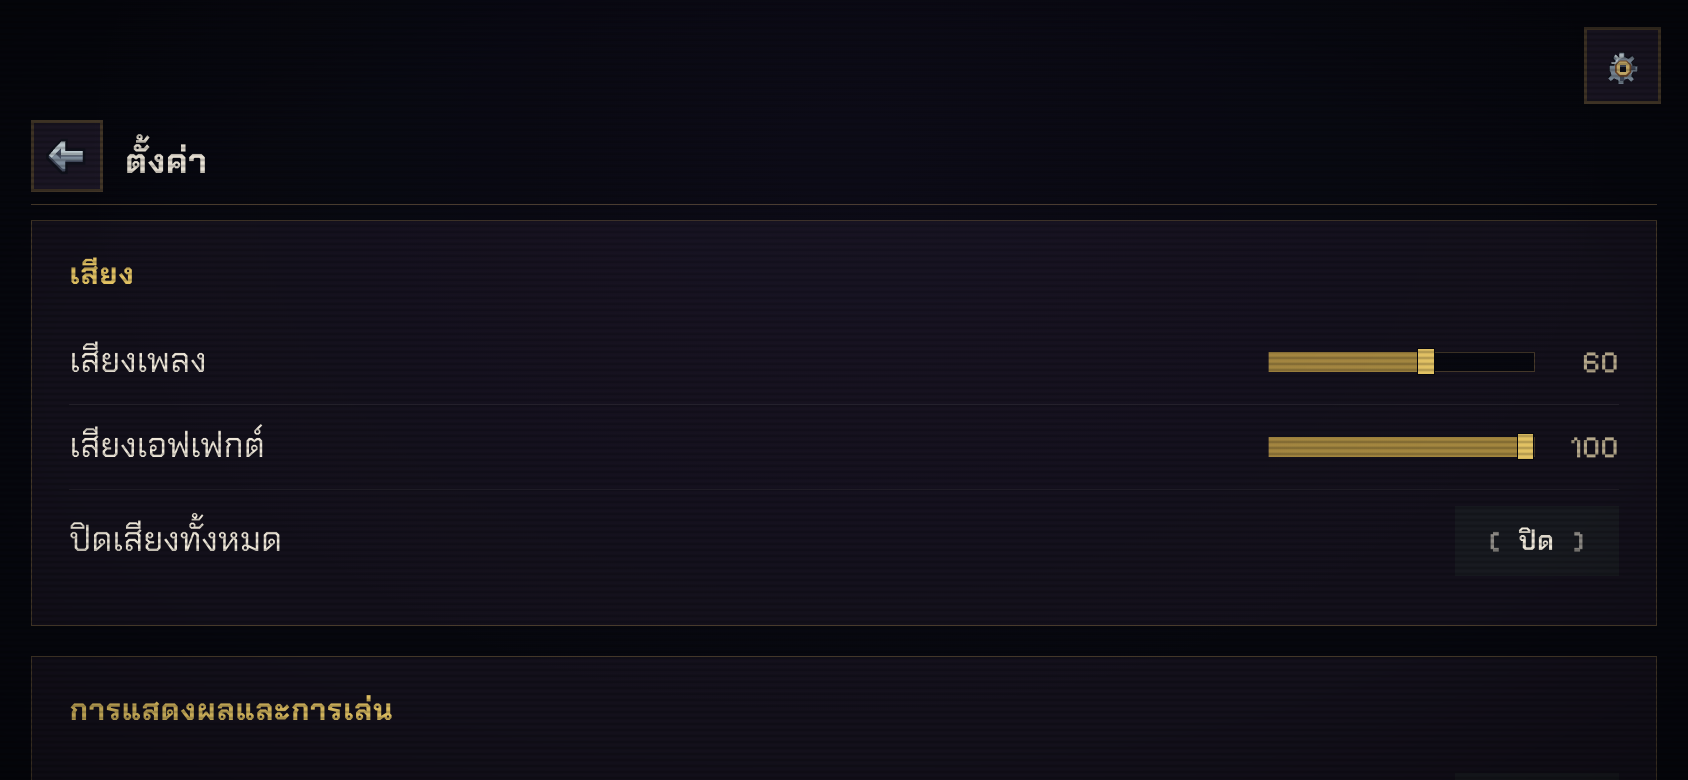 ตั้งค่า
เสียง
เสียงเพลง 60
เสียงเอฟเฟกต์ 100
ปิดเสียงทั้งหมด [ ปิด ]
การแสดงผลและการเล่น